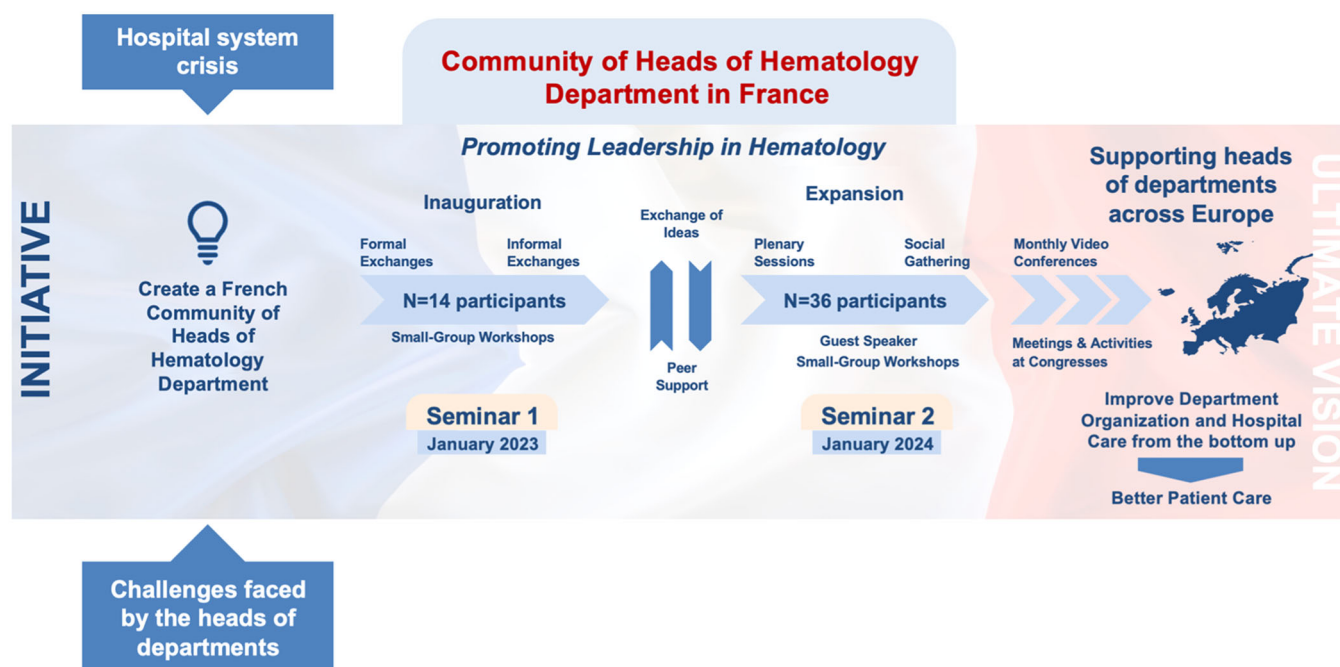 Hospital system
crisis
Community of Heads of Hematology
Department in France
INITIATIVE
Create a French
Community of
Heads of
Hematology
Department
Challenges faced
by the heads of
departments
Promoting Leadership in Hematology
Inauguration
Formal
Exchanges
Informal
Exchanges
N=14 participants
Small-Group Workshops
Seminar 1
January 2023
Exchange of
Ideas
Peer
Support
Expansion
Plenary
Sessions
Social
Gathering
N=36 participants
Guest Speaker
Small-Group Workshops
Seminar 2
January 2024
Supporting heads
of departments
across Europe
Monthly Video
Conferences
Meetings & Activities
at Congresses
Improve Department
Organization and Hospital
Care from the bottom up
Better Patient Care
ULTIMATE VISION